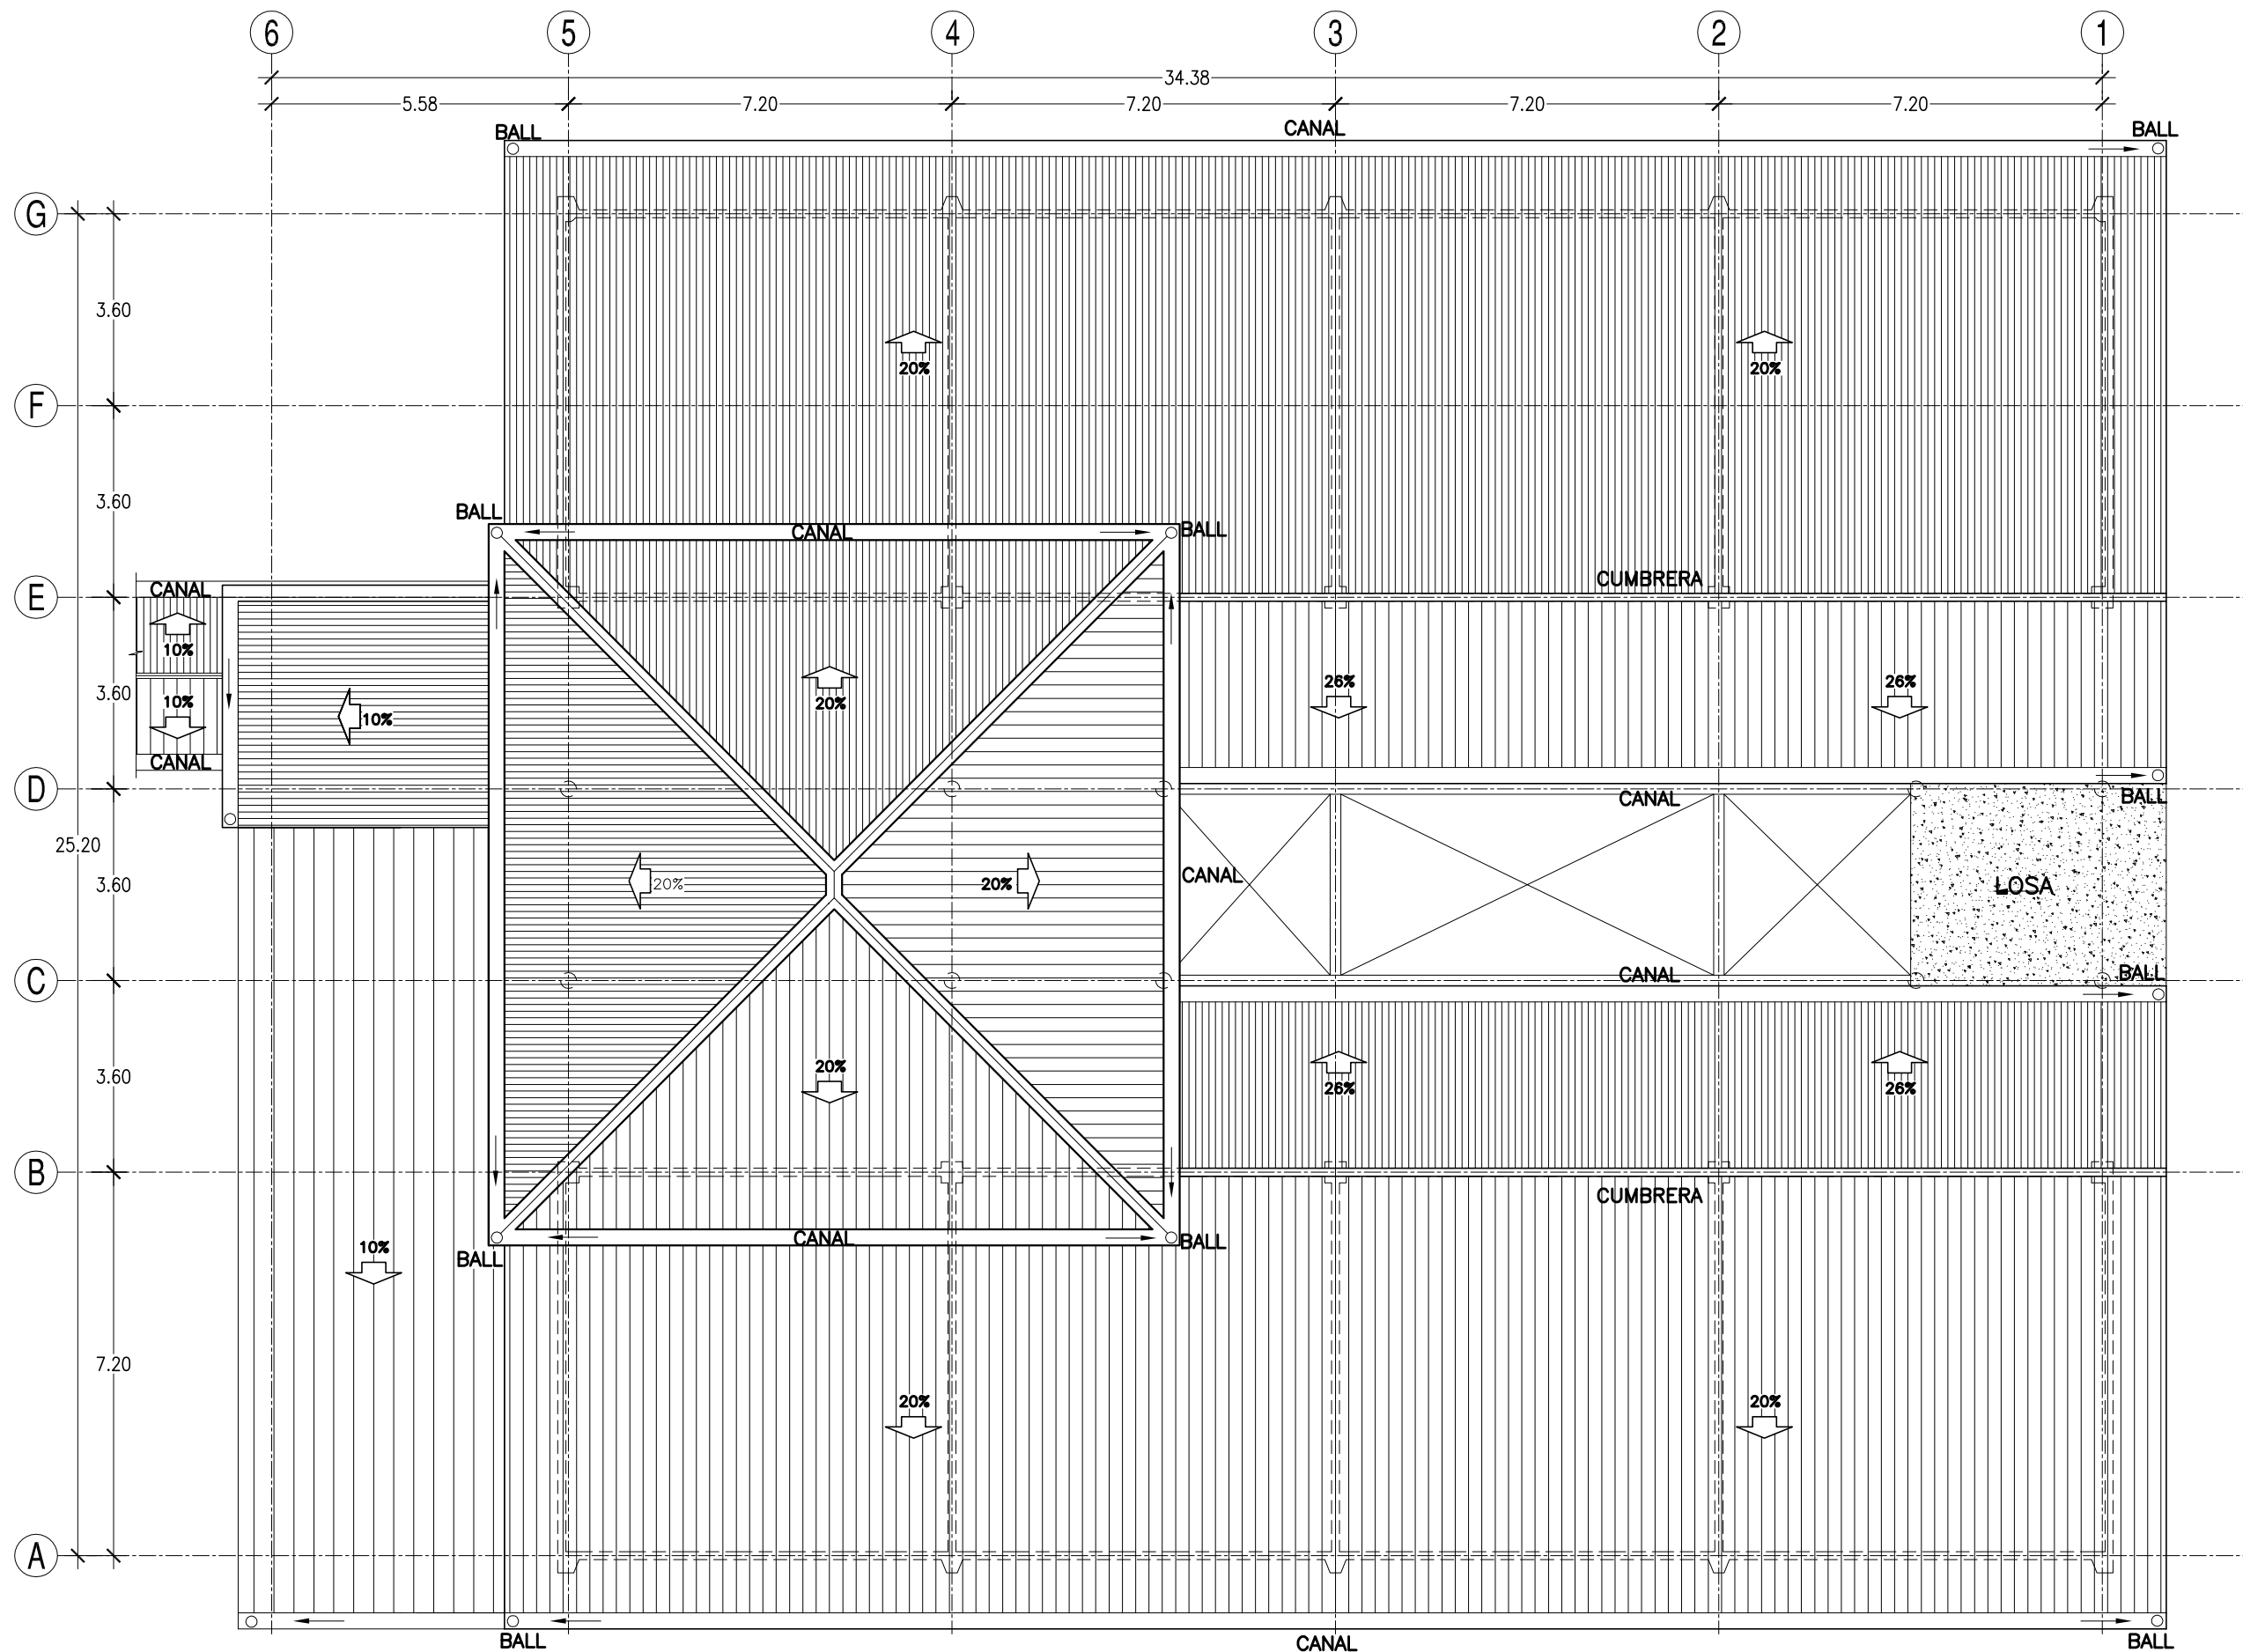 6 5 4 3 2 1
34.38
5.58 7.20 7.20 7.20 7.20
BALL CANAL BALL
G
3.60
20% 20%
F
3.60
BALL CANAL BALL
CUMBRERA
E
CANAL
10%
3.60
10%
10%
20%
26% 26%
CANAL
D
CANAL
BALL
25.20
3.60
20%
20%
CANAL
LOSA
C
CANAL
BALL
3.60
20%
26% 26%
B
CUMBRERA
CANAL
BALL
BALL
10%
7.20
20% 20%
A
BALL CANAL BALL